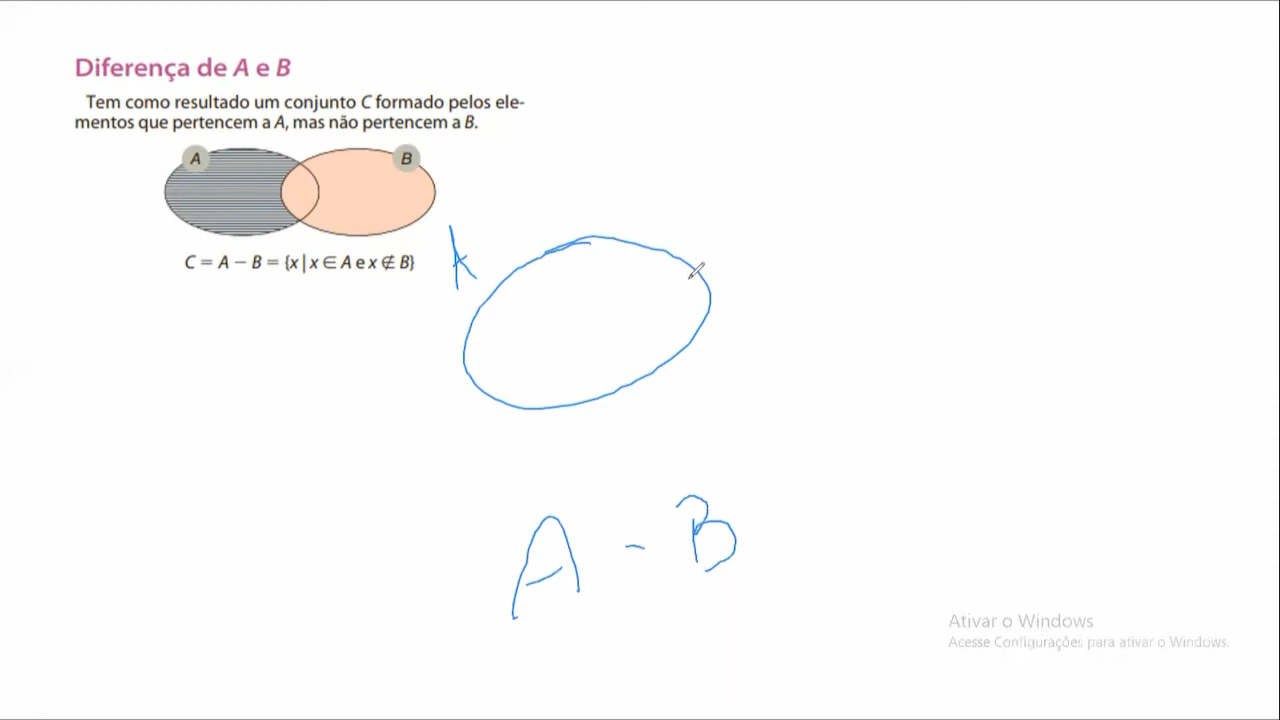 Diferença de A e B
Tem como resultado um conjunto C formado pelos ele-
mentos que pertencem a A, mas não pertencem a B.
A
B
C = A − B = {x | x ∈ A e x ∉ B}
A
A - B
Ativar o Windows
Acesse Configurações para ativar o Windows.